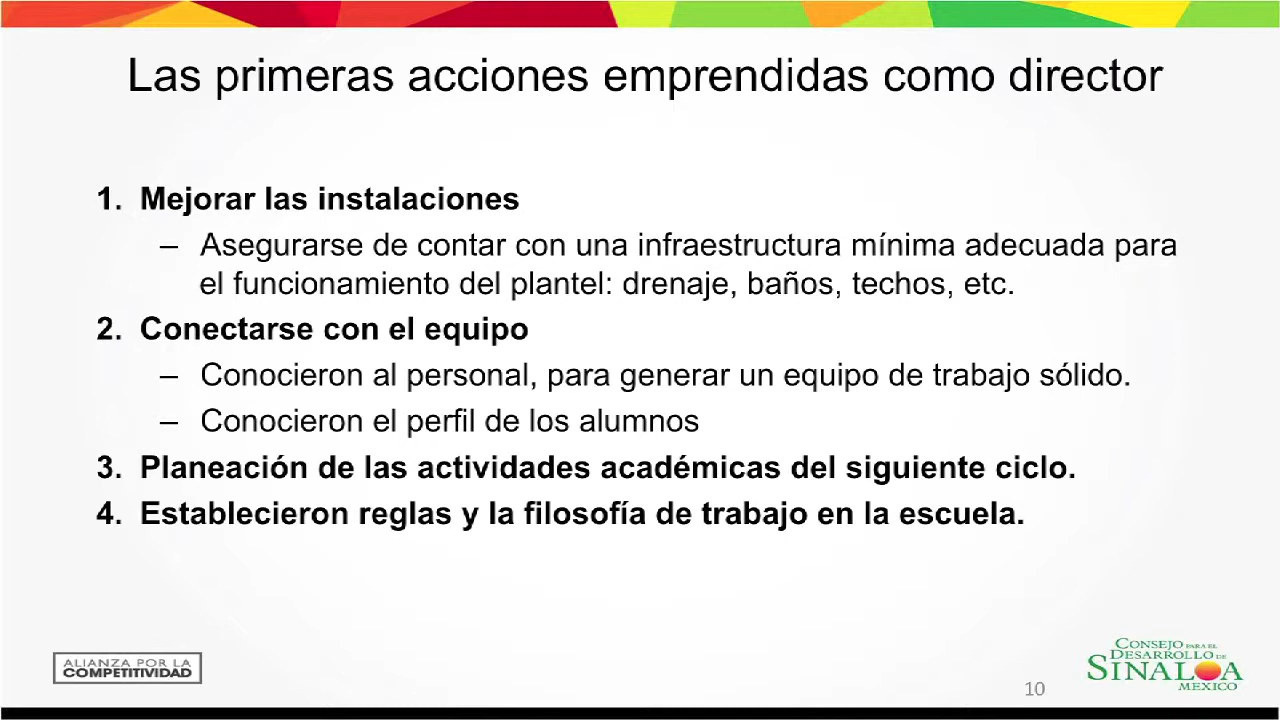 Las primeras acciones emprendidas como director
1. Mejorar las instalaciones
– Asegurarse de contar con una infraestructura mínima adecuada para
el funcionamiento del plantel: drenaje, baños, techos, etc.
2. Conectarse con el equipo
– Conocieron al personal, para generar un equipo de trabajo sólido.
– Conocieron el perfil de los alumnos
3. Planeación de las actividades académicas del siguiente ciclo.
4. Establecieron reglas y la filosofía de trabajo en la escuela.
ALIANZA POR LA
COMPETITIVIDAD
10
CONSEJO PARA EL
DESARROLLO DE
SINALOA
MEXICO